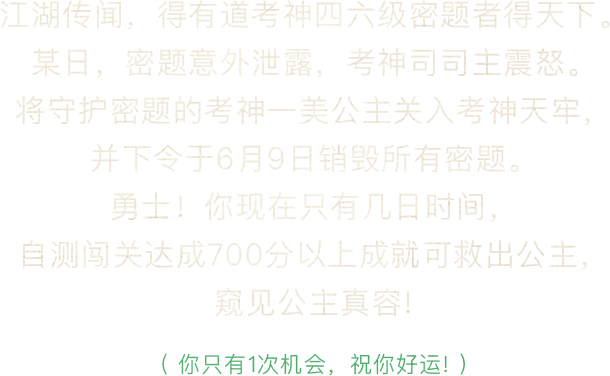 江湖传闻，得有道考神四六级密题者得天下。
某日，密题意外泄露，考神司司主震怒。
将守护密题的考神一美公主关入考神天牢，
并下令于6月9日销毁所有密题。
勇士！你现在只有几日时间，
自测闯关达成700分以上成就可救出公主，
窥见公主真容!
（ 你只有1次机会，祝你好运! ）